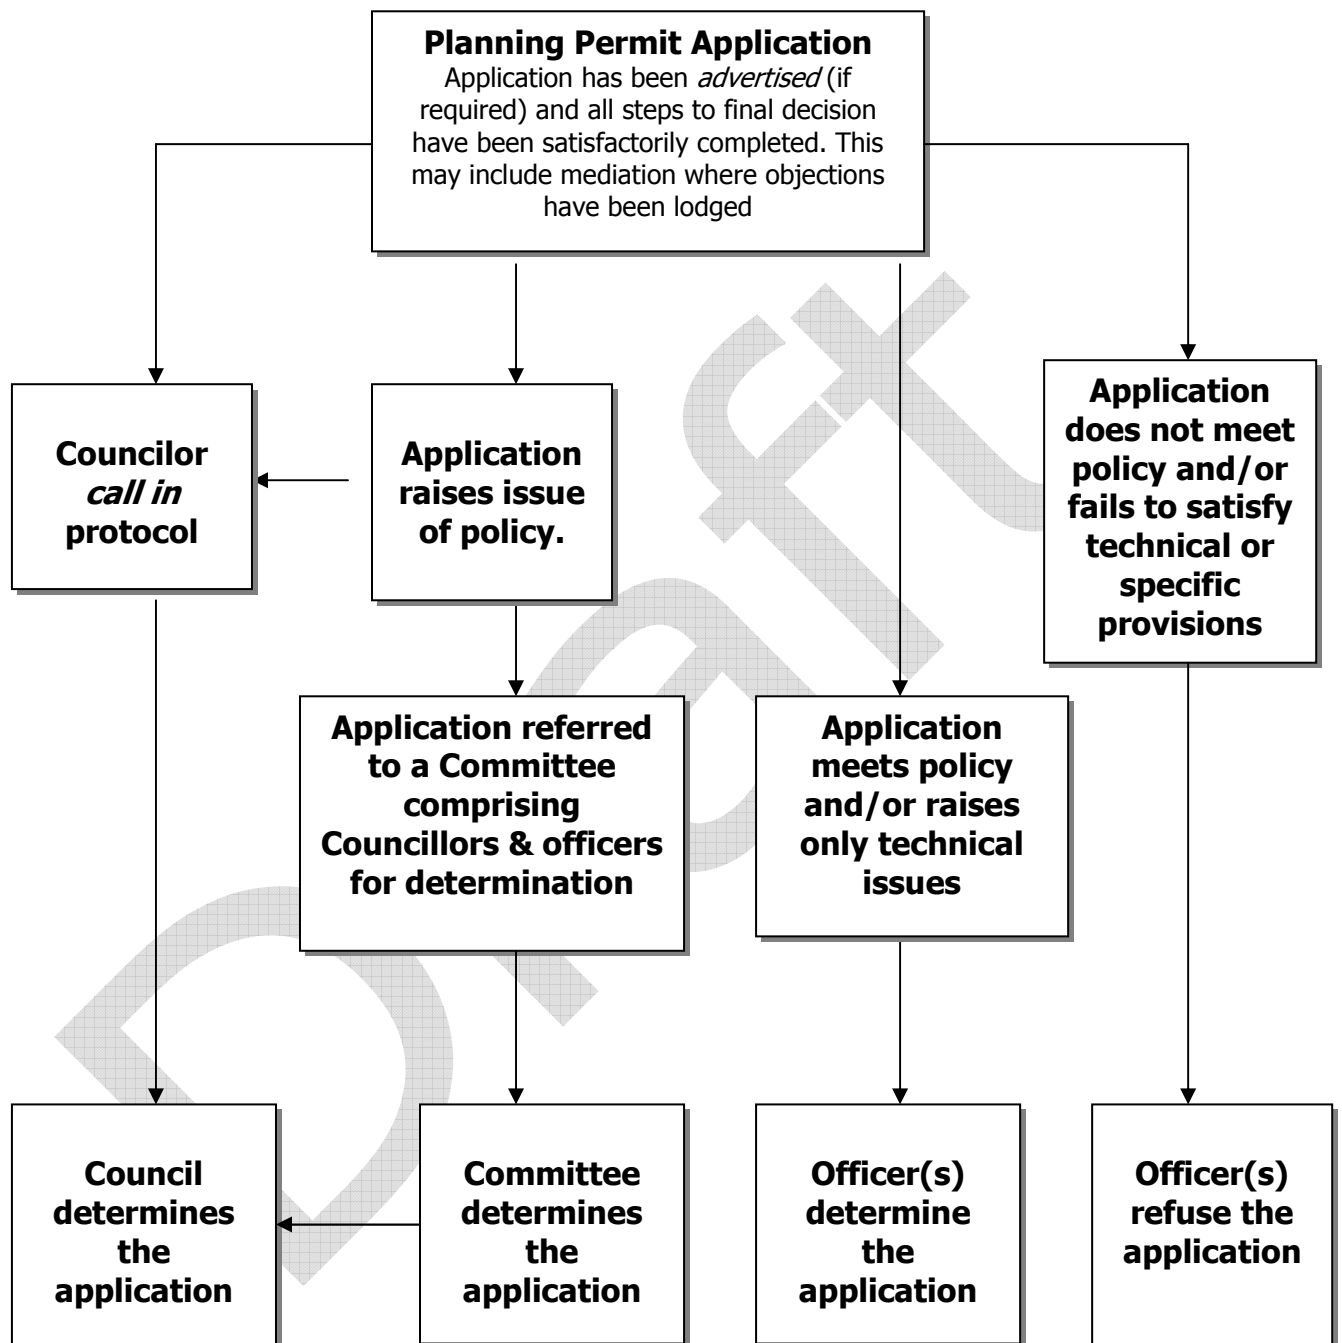 Planning Permit Application
Application has been advertised (if
required) and all steps to final decision
have been satisfactorily completed. This
may include mediation where objections
have been lodged
Councilor
call in
protocol
Application
raises issue
of policy.
Application
does not meet
policy and/or
fails to satisfy
technical or
specific
provisions
Application referred
to a Committee
comprising
Councillors & officers
for determination
Application
meets policy
and/or raises
only technical
issues
Council
determines
the
application
Committee
determines
the
application
Officer(s)
determine
the
application
Officer(s)
refuse the
application
Draft